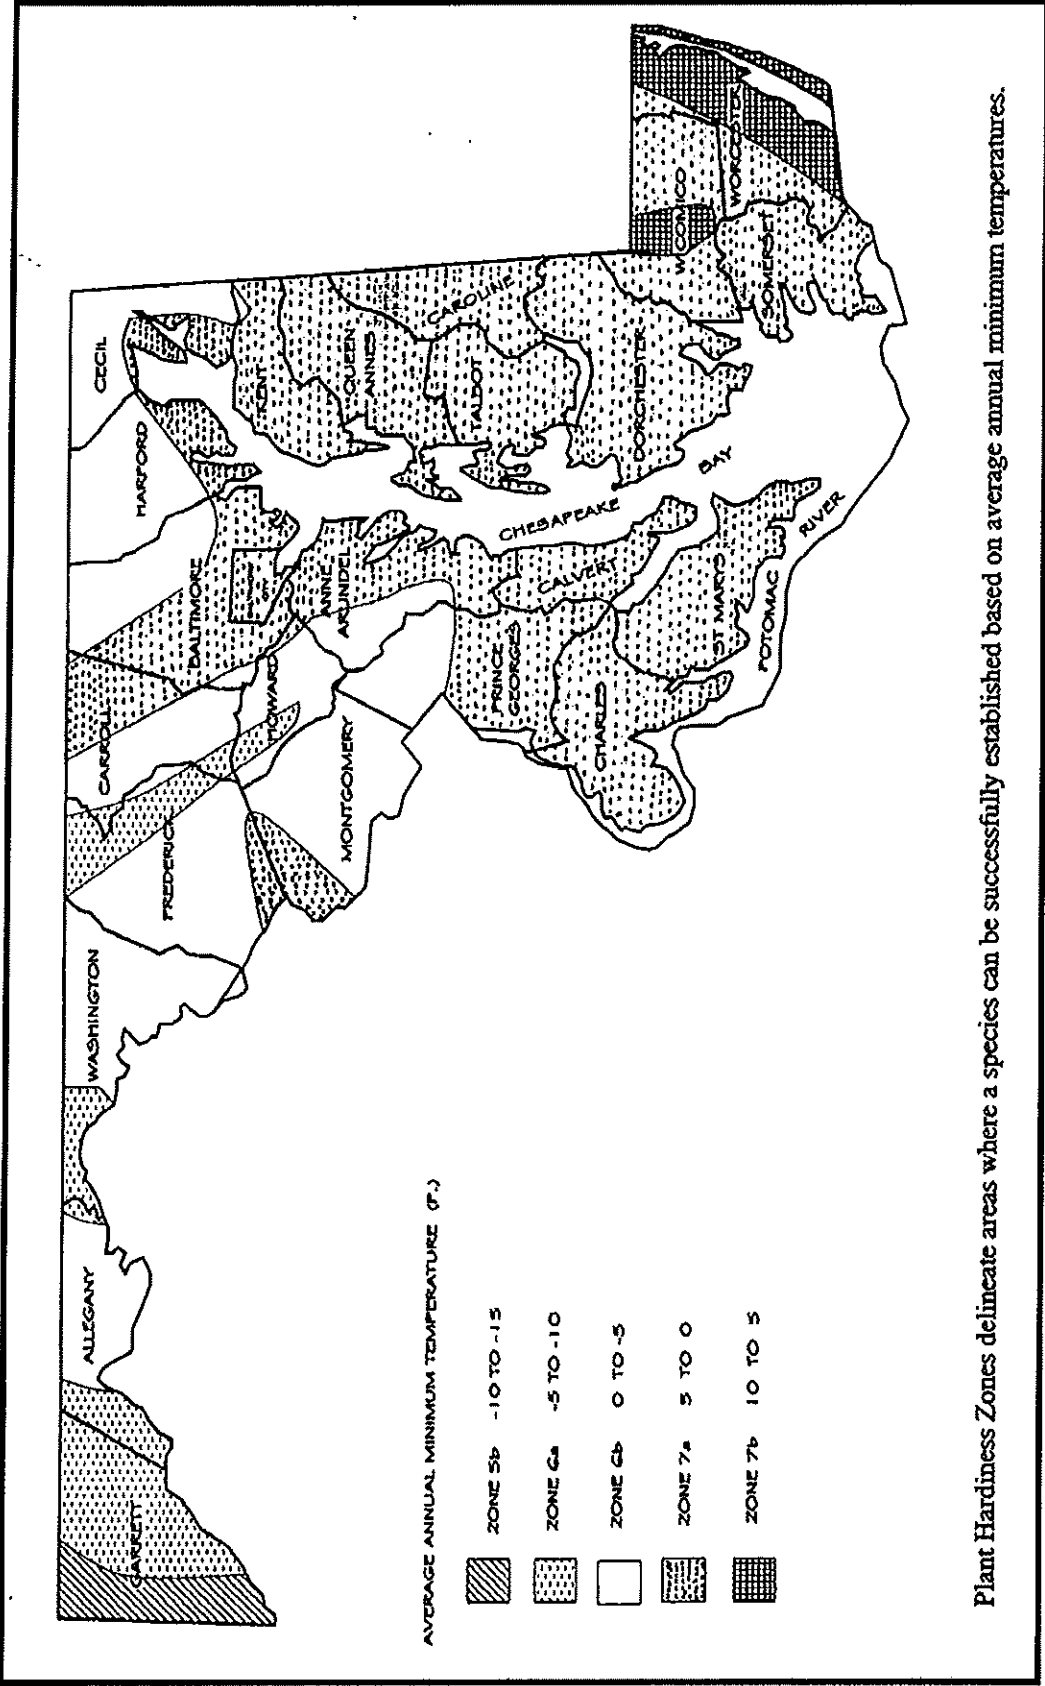 GARRETT
ALLEGANY
WASHINGTON
FREDERICK
CARROLL
BALTIMORE
HARFORD
CECIL
BALTIMORE
CITY
HOWARD
MONTGOMERY
ANNE
ARUNDEL
KENT
QUEEN
ANNES
CAROLINE
TALBOT
PRINCE
GEORGES
CALVERT
CHARLES
ST MARYS
DORCHESTER
WICOMICO
WORCESTER
SOMERSET
CHESAPEAKE
BAY
POTOMAC
RIVER
AVERAGE ANNUAL MINIMUM TEMPERATURE (F.)
ZONE 5b -10 TO -15
ZONE 6a -5 TO -10
ZONE 6b 0 TO -5
ZONE 7a 5 TO 0
ZONE 7b 10 TO 5
Plant Hardiness Zones delineate areas where a species can be successfully established based on average annual minimum temperatures.